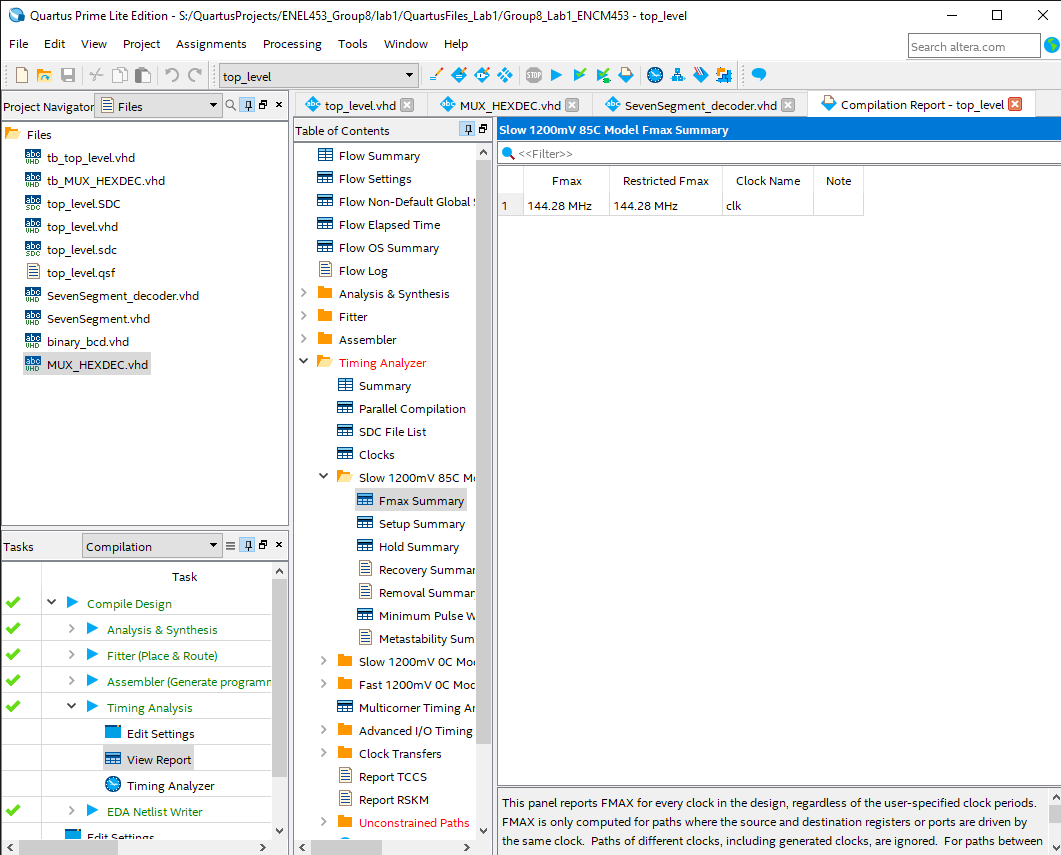 Quartus Prime Lite Edition - S:/QuartusProjects/ENEL453_Group8/lab1/QuartusFiles_Lab1/Group8_Lab1_ENCM453 - top_level
File Edit View Project Assignments Processing Tools Window Help
Search altera.com
top_level
STOP
Project Navigator Files
Files
tb_top_level.vhd
tb_MUX_HEXDEC.vhd
top_level.SDC
top_level.vhd
top_level.sdc
top_level.qsf
SevenSegment_decoder.vhd
SevenSegment.vhd
binary_bcd.vhd
MUX_HEXDEC.vhd
Tasks Compilation
Task
Compile Design
Analysis & Synthesis
Fitter (Place & Route)
Assembler (Generate programm
Timing Analysis
Edit Settings
View Report
Timing Analyzer
EDA Netlist Writer
Edit Settings
top_level.vhd MUX_HEXDEC.vhd SevenSegment_decoder.vhd Compilation Report - top_level
Table of Contents
Flow Summary
Flow Settings
Flow Non-Default Global S
Flow Elapsed Time
Flow OS Summary
Flow Log
Analysis & Synthesis
Fitter
Assembler
Timing Analyzer
Summary
Parallel Compilation
SDC File List
Clocks
Slow 1200mV 85C Mo
Fmax Summary
Setup Summary
Hold Summary
Recovery Summar
Removal Summar
Minimum Pulse W
Metastability Sum
Slow 1200mV 0C Mod
Fast 1200mV 0C Mod
Multicorner Timing An
Advanced I/O Timing
Clock Transfers
Report TCCS
Report RSKM
Unconstrained Paths
Slow 1200mV 85C Model Fmax Summary
<<Filter>>
Fmax Restricted Fmax Clock Name Note
1 144.28 MHz 144.28 MHz clk
This panel reports FMAX for every clock in the design, regardless of the user-specified clock periods.
FMAX is only computed for paths where the source and destination registers or ports are driven by
the same clock. Paths of different clocks, including generated clocks, are ignored. For paths between